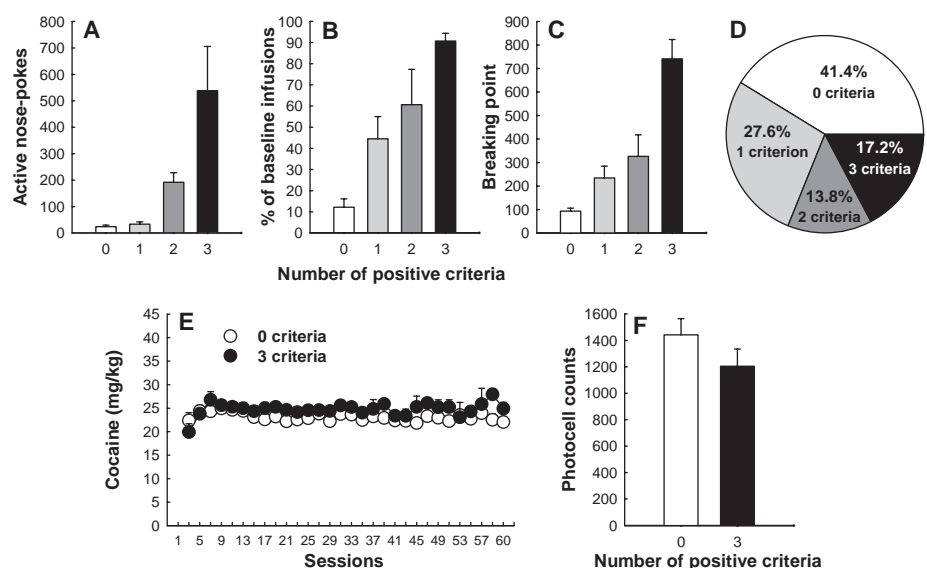 A
Active nose-pokes
800
700
600
500
400
300
200
100
0
0 1 2 3
B
% of baseline infusions
100
90
80
70
60
50
40
30
20
10
0
0 1 2 3
C
Breaking point
900
800
700
600
500
400
300
200
100
0
0 1 2 3
Number of positive criteria
D
41.4%
0 criteria
27.6%
1 criterion
17.2%
3 criteria
13.8%
2 criteria
E
0 criteria
3 criteria
Cocaine (mg/kg)
45
40
35
30
25
20
15
10
5
0
1 5 9 13 17 21 25 29 33 37 41 45 49 53 57 60
Sessions
F
Photocell counts
1600
1400
1200
1000
800
600
400
200
0
0 3
Number of positive criteria